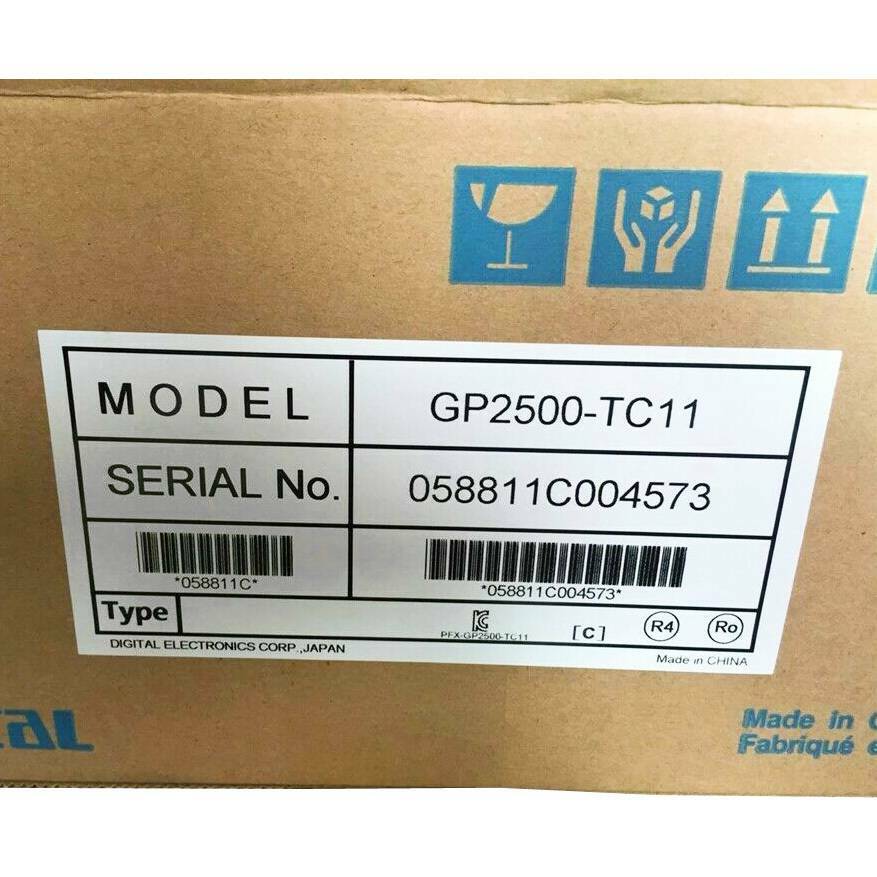 MODEL GP2500-TC11
SERIAL No. 058811C004573
*058811C* *058811C004573*
Type PFX-GP2500-TC11 [C] R4 Ro
DIGITAL ELECTRONICS CORP.,JAPAN Made in CHINA
Made in
Fabriqué